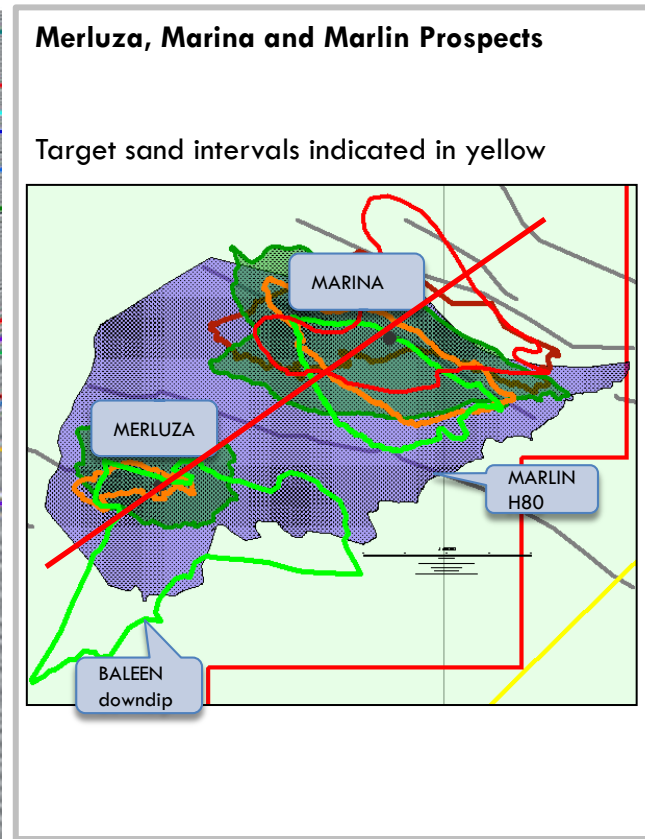 Merluza, Marina and Marlin Prospects
Target sand intervals indicated in yellow
MARINA
MERLUZA
MARLIN
H80
BALEEN
downdip